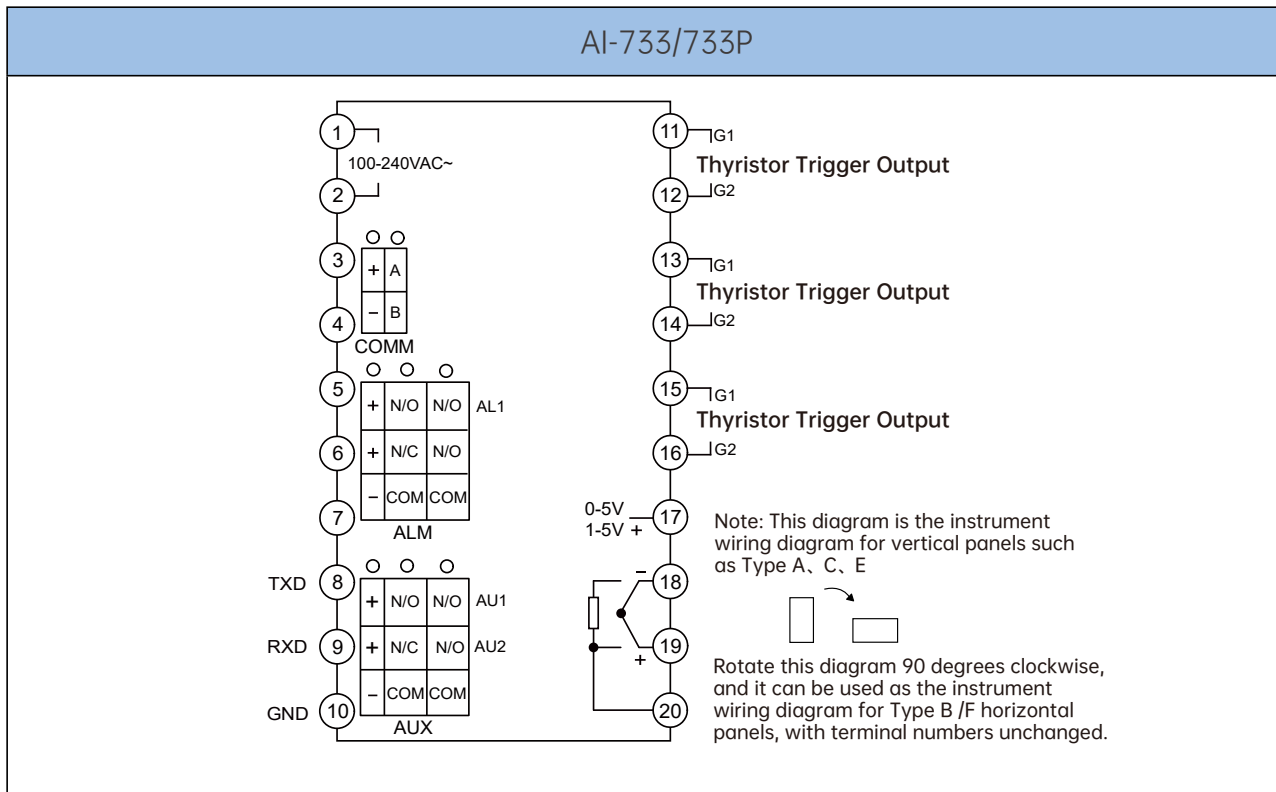 AI-733/733P
1
100-240VAC~
2
3
+ A
4
− B
COMM
5
+ N/O N/O AL1
6
+ N/C N/O
− COM COM
7
ALM
TXD 8
+ N/O N/O AU1
RXD 9
+ N/C N/O AU2
− COM COM
GND 10
AUX
11 G1
Thyristor Trigger Output
12 G2
13 G1
Thyristor Trigger Output
14 G2
15 G1
Thyristor Trigger Output
16 G2
0-5V
1-5V +
17
− 18
+ 19
20
Note: This diagram is the instrument
wiring diagram for vertical panels such
as Type A、C、E
Rotate this diagram 90 degrees clockwise,
and it can be used as the instrument
wiring diagram for Type B /F horizontal
panels, with terminal numbers unchanged.